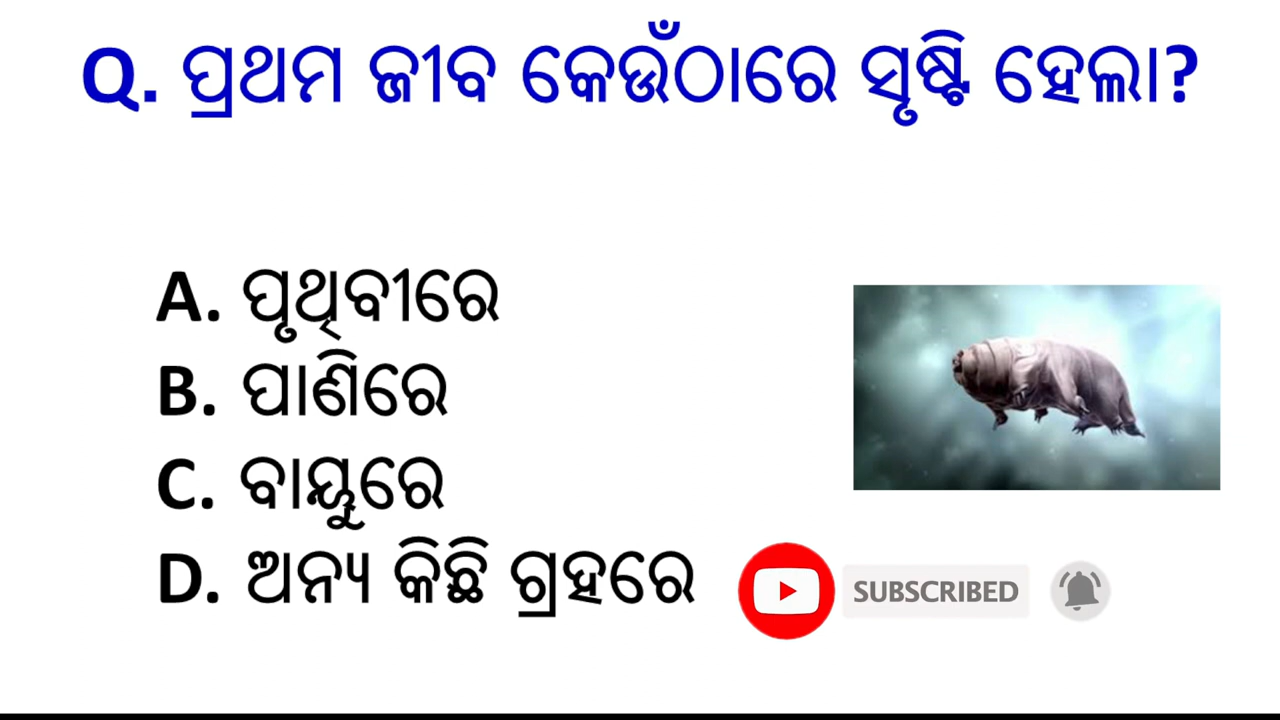 Q. ପ୍ରଥମ ଜୀବ କେଉଁଠାରେ ସୃଷ୍ଟି ହେଲା?
A. ପୃଥିବୀରେ
B. ପାଣିରେ
C. ବାୟୁରେ
D. ଅନ୍ୟ କିଛି ଗ୍ରହରେ
SUBSCRIBED